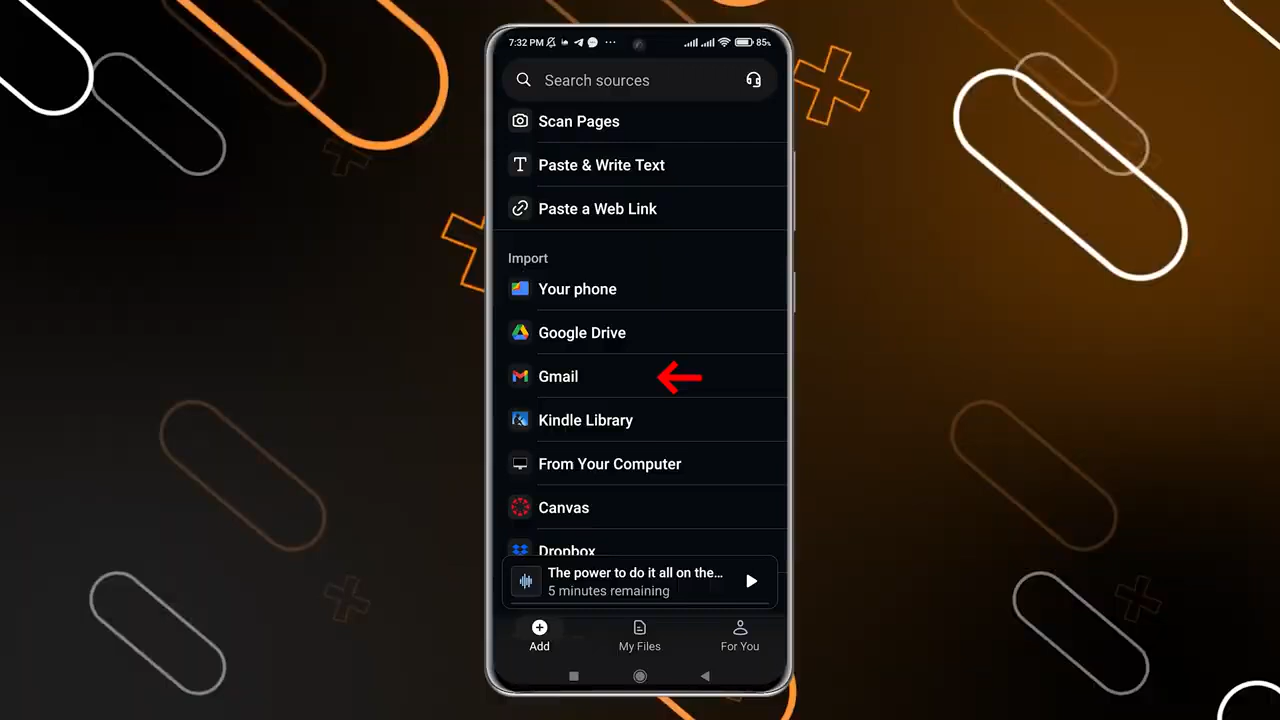 7:32 PM ... 85%
Search sources
Scan Pages
Paste & Write Text
Paste a Web Link
Import
Your phone
Google Drive
Gmail
Kindle Library
From Your Computer
Canvas
Dropbox
The power to do it all on the...
5 minutes remaining
Add
My Files
For You